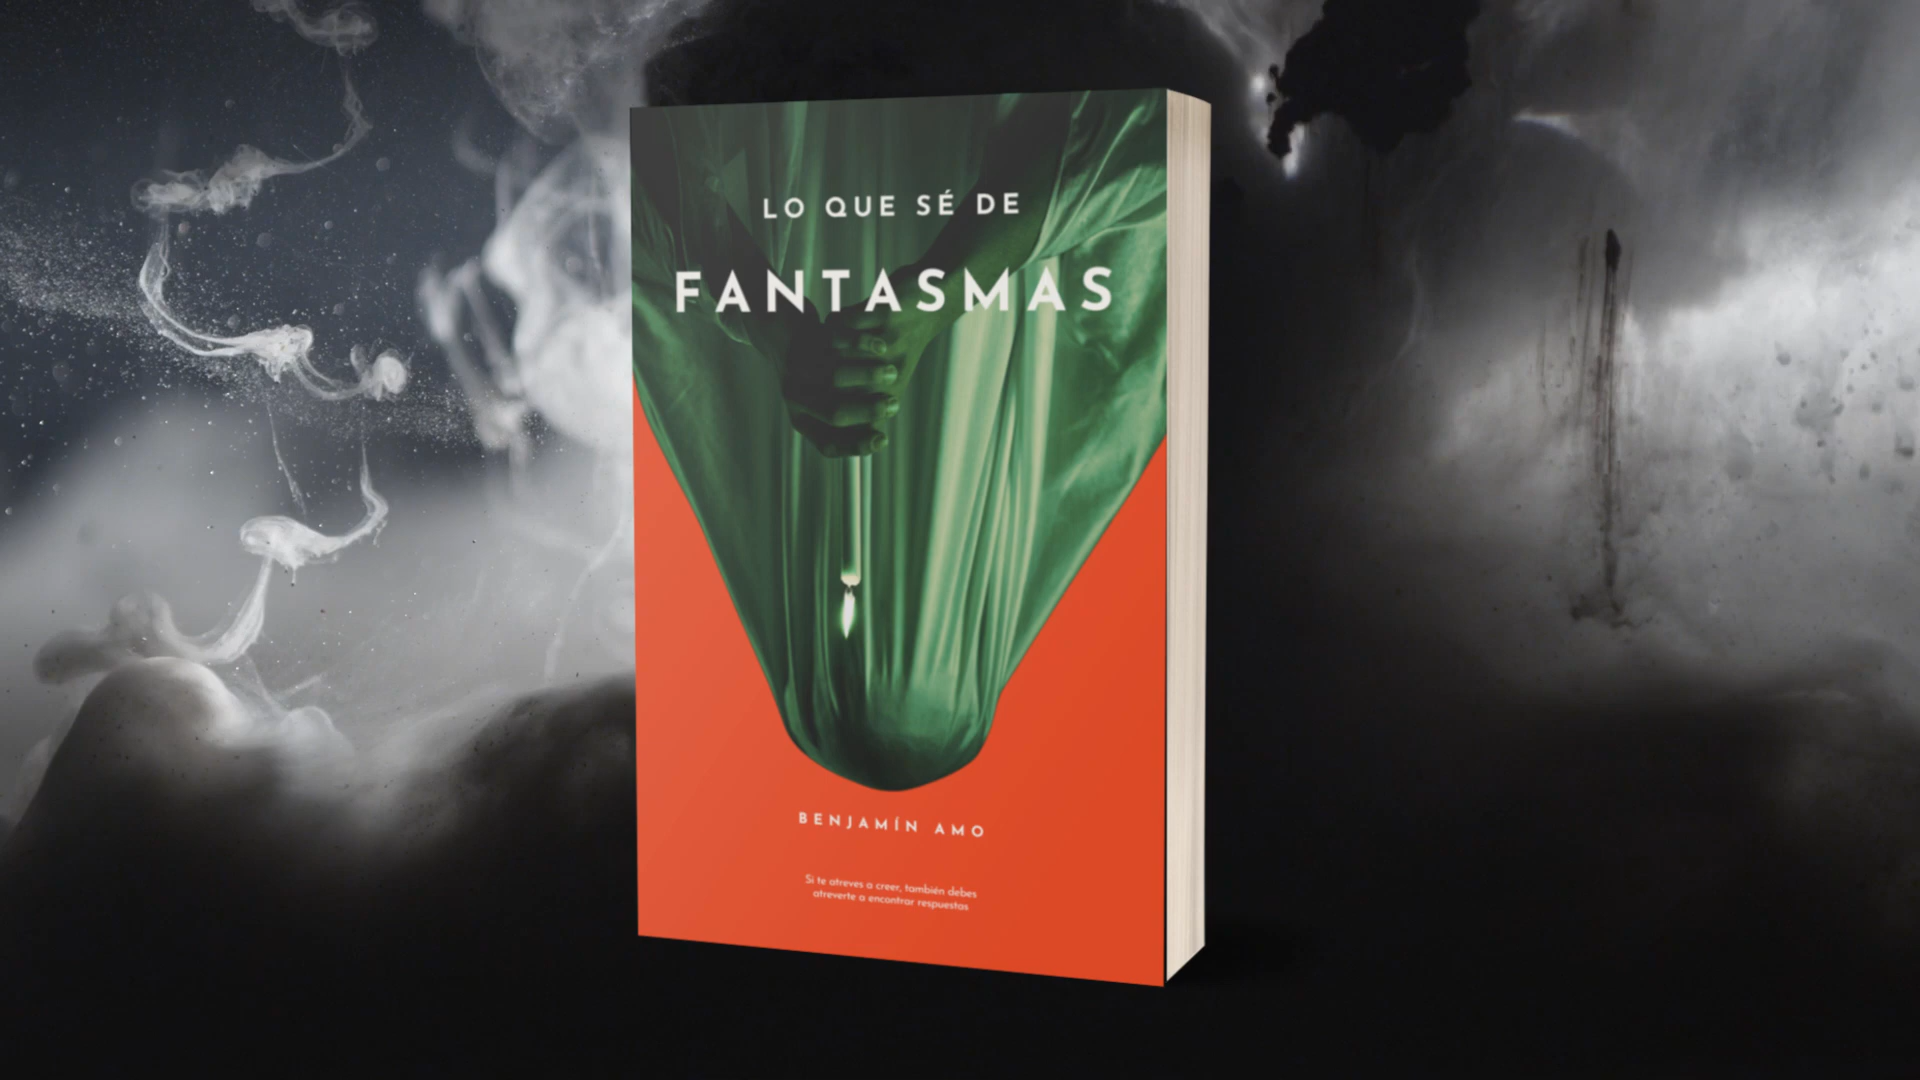 LO QUE SÉ DE
FANTASMAS
BENJAMÍN AMO
Si te atreves a creer, también debes
atreverte a encontrar respuestas